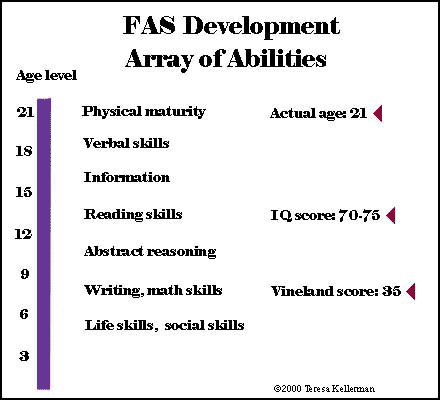 FAS Development
Array of Abilities
Age level
21 Physical maturity Actual age: 21
Verbal skills
18
Information
15
Reading skills IQ score: 70-75
12
Abstract reasoning
9
Writing, math skills Vineland score: 35
6
Life skills, social skills
3
©2000 Teresa Kellerman